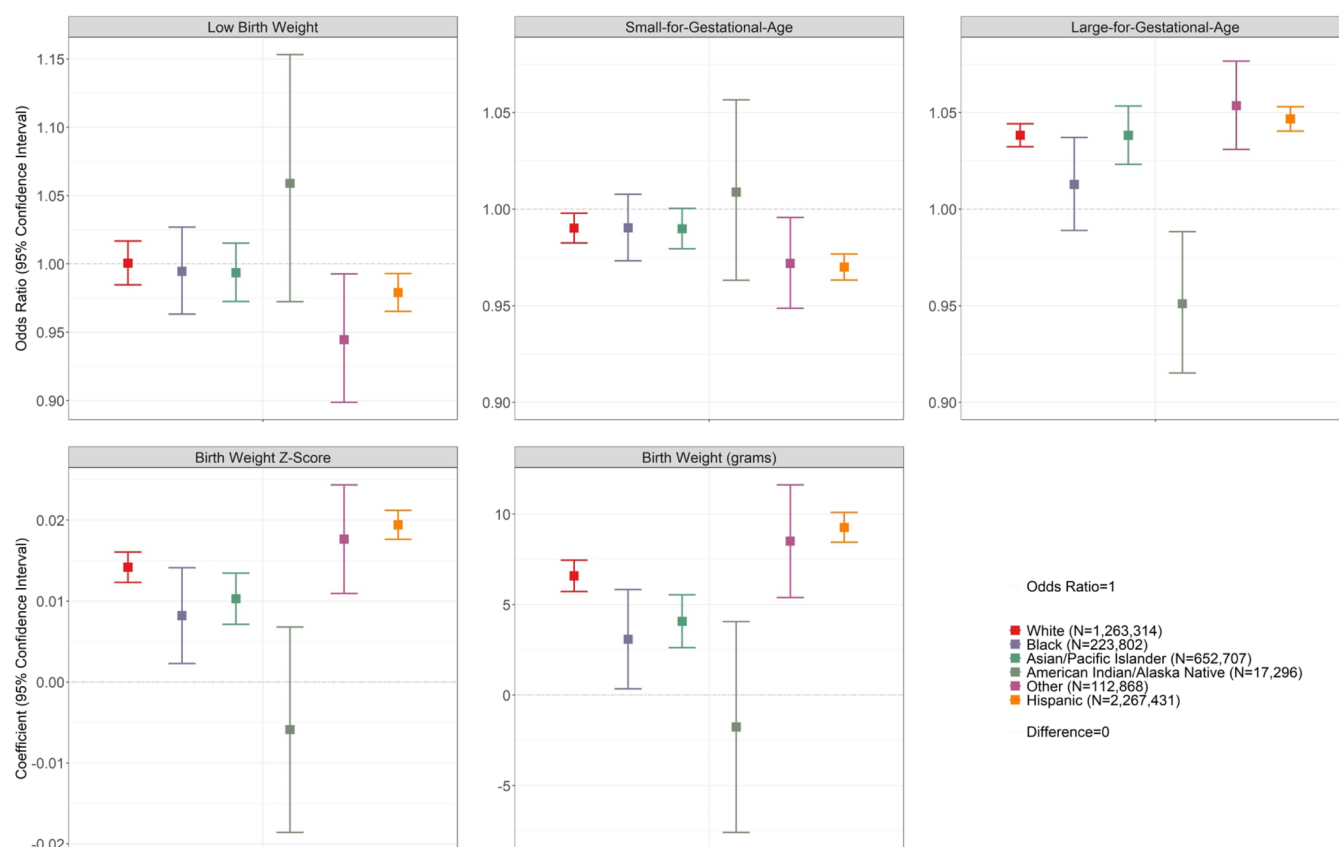 Low Birth Weight
Small-for-Gestational-Age
Large-for-Gestational-Age
Odds Ratio (95% Confidence Interval)
1.15
1.10
1.05
1.00
0.95
0.90
1.05
1.00
0.95
0.90
1.05
1.00
0.95
0.90
Birth Weight Z-Score
Birth Weight (grams)
Coefficient (95% Confidence Interval)
0.02
0.01
0.00
-0.01
-0.02
10
5
0
-5
Odds Ratio=1
White (N=1,263,314)
Black (N=223,802)
Asian/Pacific Islander (N=652,707)
American Indian/Alaska Native (N=17,296)
Other (N=112,868)
Hispanic (N=2,267,431)
Difference=0